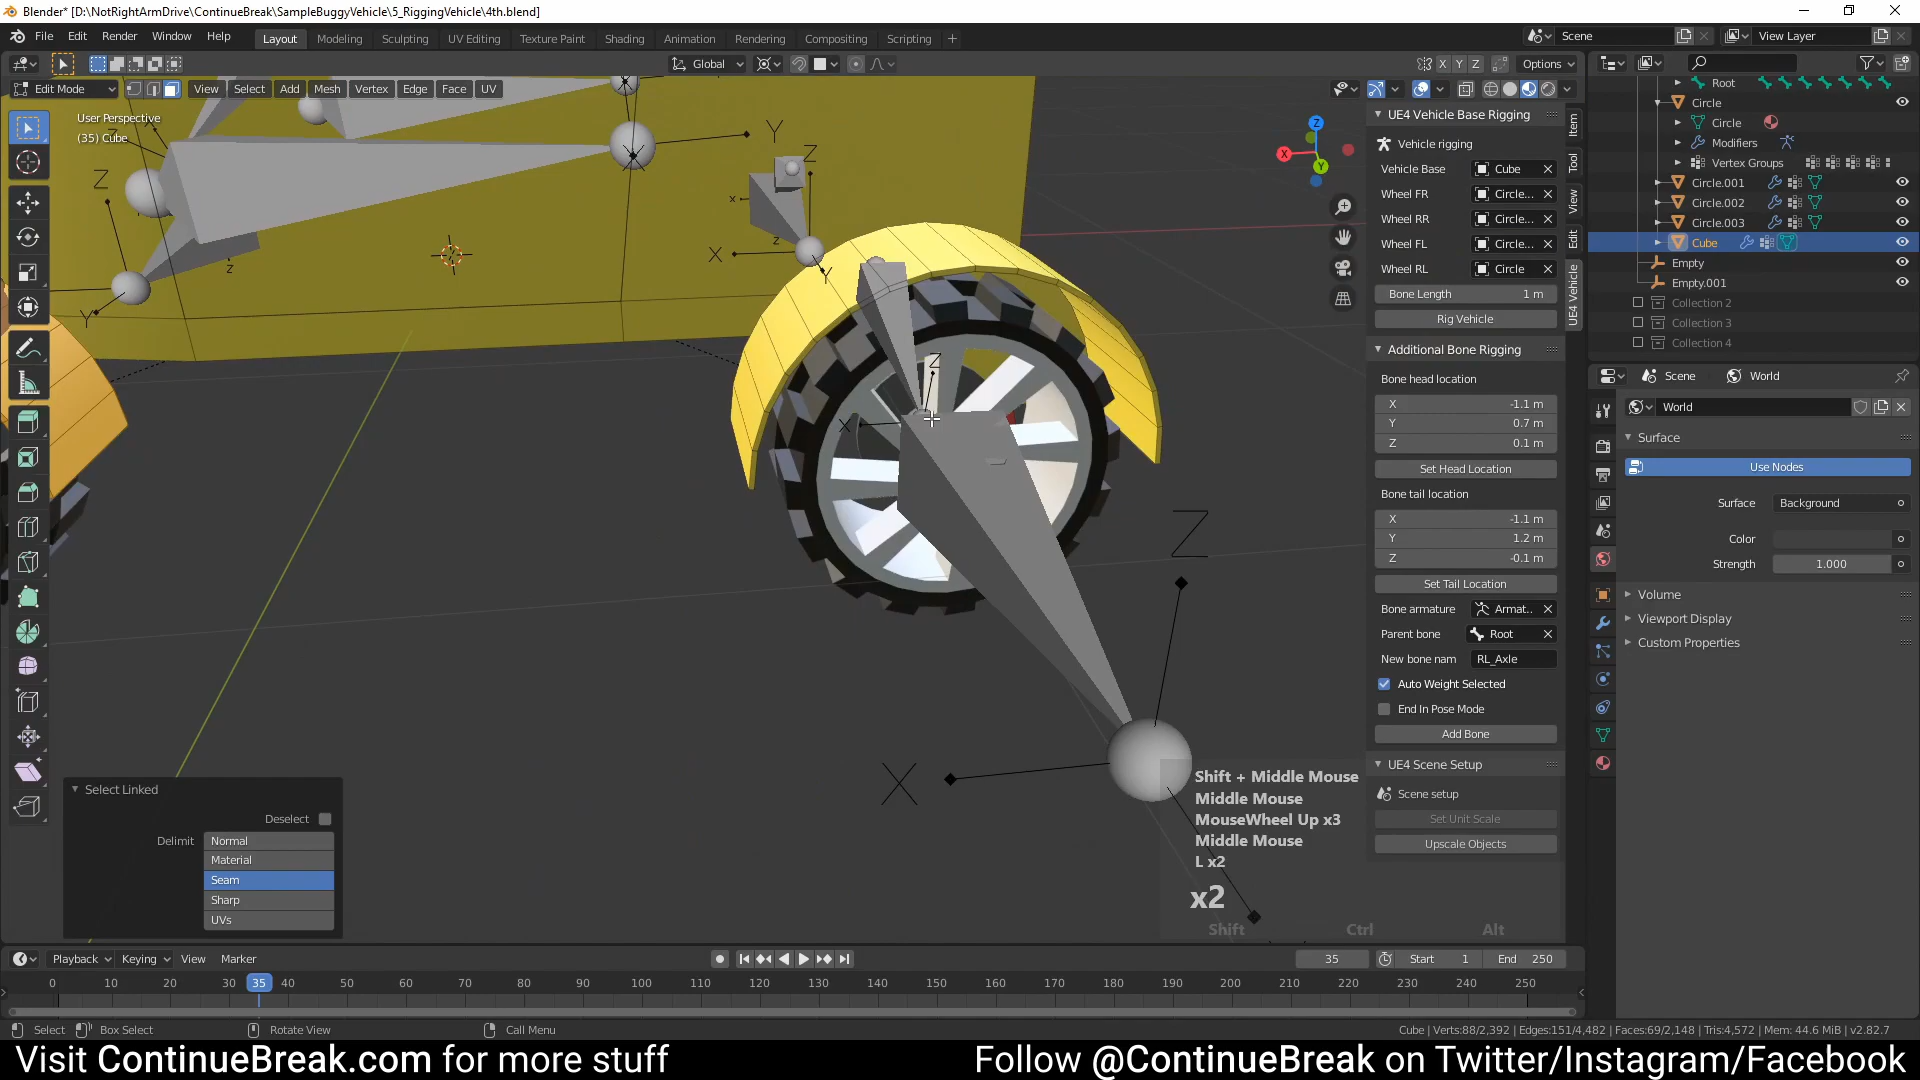 Blender* [D:\NotRightArmDrive\ContinueBreak\SampleBuggyVehicle\5_RiggingVehicle\4th.blend]
File Edit Render Window Help Layout Modeling Sculpting UV Editing Texture Paint Shading Animation Rendering Compositing Scripting + Scene View Layer
Global X Y Z Options
Edit Mode View Select Add Mesh Vertex Edge Face UV
User Perspective
(35) Cube
Z
X
Y
Z
X
Y
Item
Tool
View
Edit
UE4 Vehicle
UE4 Vehicle Base Rigging
Vehicle rigging
Vehicle Base Cube
Wheel FR Circle...
Wheel RR Circle...
Wheel FL Circle...
Wheel RL Circle
Bone Length 1 m
Rig Vehicle
Additional Bone Rigging
Bone head location
X -1.1 m
Y 0.7 m
Z 0.1 m
Set Head Location
Bone tail location
X -1.1 m
Y 1.2 m
Z -0.1 m
Set Tail Location
Bone armature Armat..
Parent bone Root
New bone nam RL_Axle
Auto Weight Selected
End In Pose Mode
Add Bone
UE4 Scene Setup
Scene setup
Set Unit Scale
Upscale Objects
Root
Circle
Circle
Modifiers
Vertex Groups
Circle.001
Circle.002
Circle.003
Cube
Empty
Empty.001
Collection 2
Collection 3
Collection 4
Scene World
World
Surface
Use Nodes
Surface Background
Color
Strength 1.000
Volume
Viewport Display
Custom Properties
Select Linked
Deselect
Delimit Normal
Material
Seam
Sharp
UVs
Shift + Middle Mouse
Middle Mouse
MouseWheel Up x3
Middle Mouse
L x2
x2
Shift Ctrl Alt
Playback Keying View Marker 35 Start 1 End 250
0 10 20 30 35 40 50 60 70 80 90 100 110 120 130 140 150 160 170 180 190 200 210 220 230 240 250
Select Box Select Rotate View Call Menu Cube | Verts:88/2,392 | Edges:151/4,482 | Faces:69/2,148 | Tris:4,572 | Mem: 44.6 MiB | v2.82.7
Visit ContinueBreak.com for more stuff Follow @ContinueBreak on Twitter/Instagram/Facebook